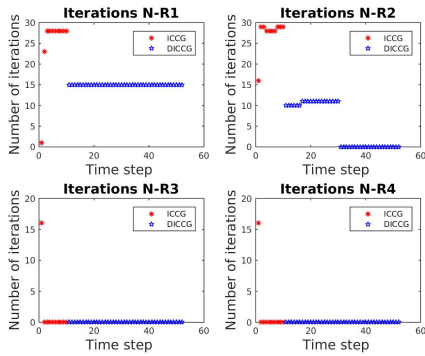 Iterations N-R1
Number of iterations
30
25
20
15
10
5
0
ICCG
DICCG
0 20 40 60
Time step
Iterations N-R2
Number of iterations
30
25
20
15
10
5
0
ICCG
DICCG
0 20 40 60
Time step
Iterations N-R3
Number of iterations
20
15
10
5
0
ICCG
DICCG
0 20 40 60
Time step
Iterations N-R4
Number of iterations
20
15
10
5
0
ICCG
DICCG
0 20 40 60
Time step